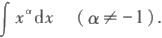 ∫ x^α dx （α ≠ −1）.